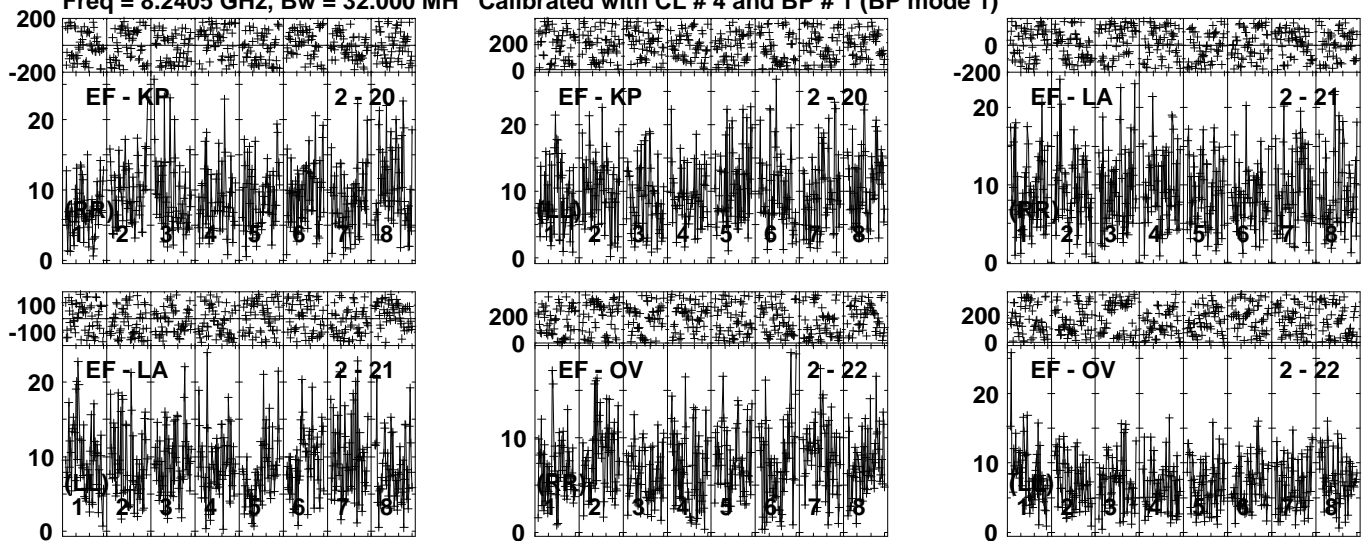 Freq = 8.2405 GHz, Bw = 32.000 MH Calibrated with CL # 4 and BP # 1 (BP mode 1)
200
-200
EF - KP 2 - 20
20
10
0
(RR)
1 2 3 4 5 6 7 8
200
0
EF - KP 2 - 20
20
10
0
(LL)
1 2 3 4 5 6 7 8
0
-200
EF - LA 2 - 21
20
10
0
(RR)
1 2 3 4 5 6 7 8
100
-100
EF - LA 2 - 21
20
10
0
(LL)
1 2 3 4 5 6 7 8
200
0
EF - OV 2 - 22
10
0
(RR)
1 2 3 4 5 6 7 8
200
0
EF - OV 2 - 22
20
10
0
(LL)
1 2 3 4 5 6 7 8